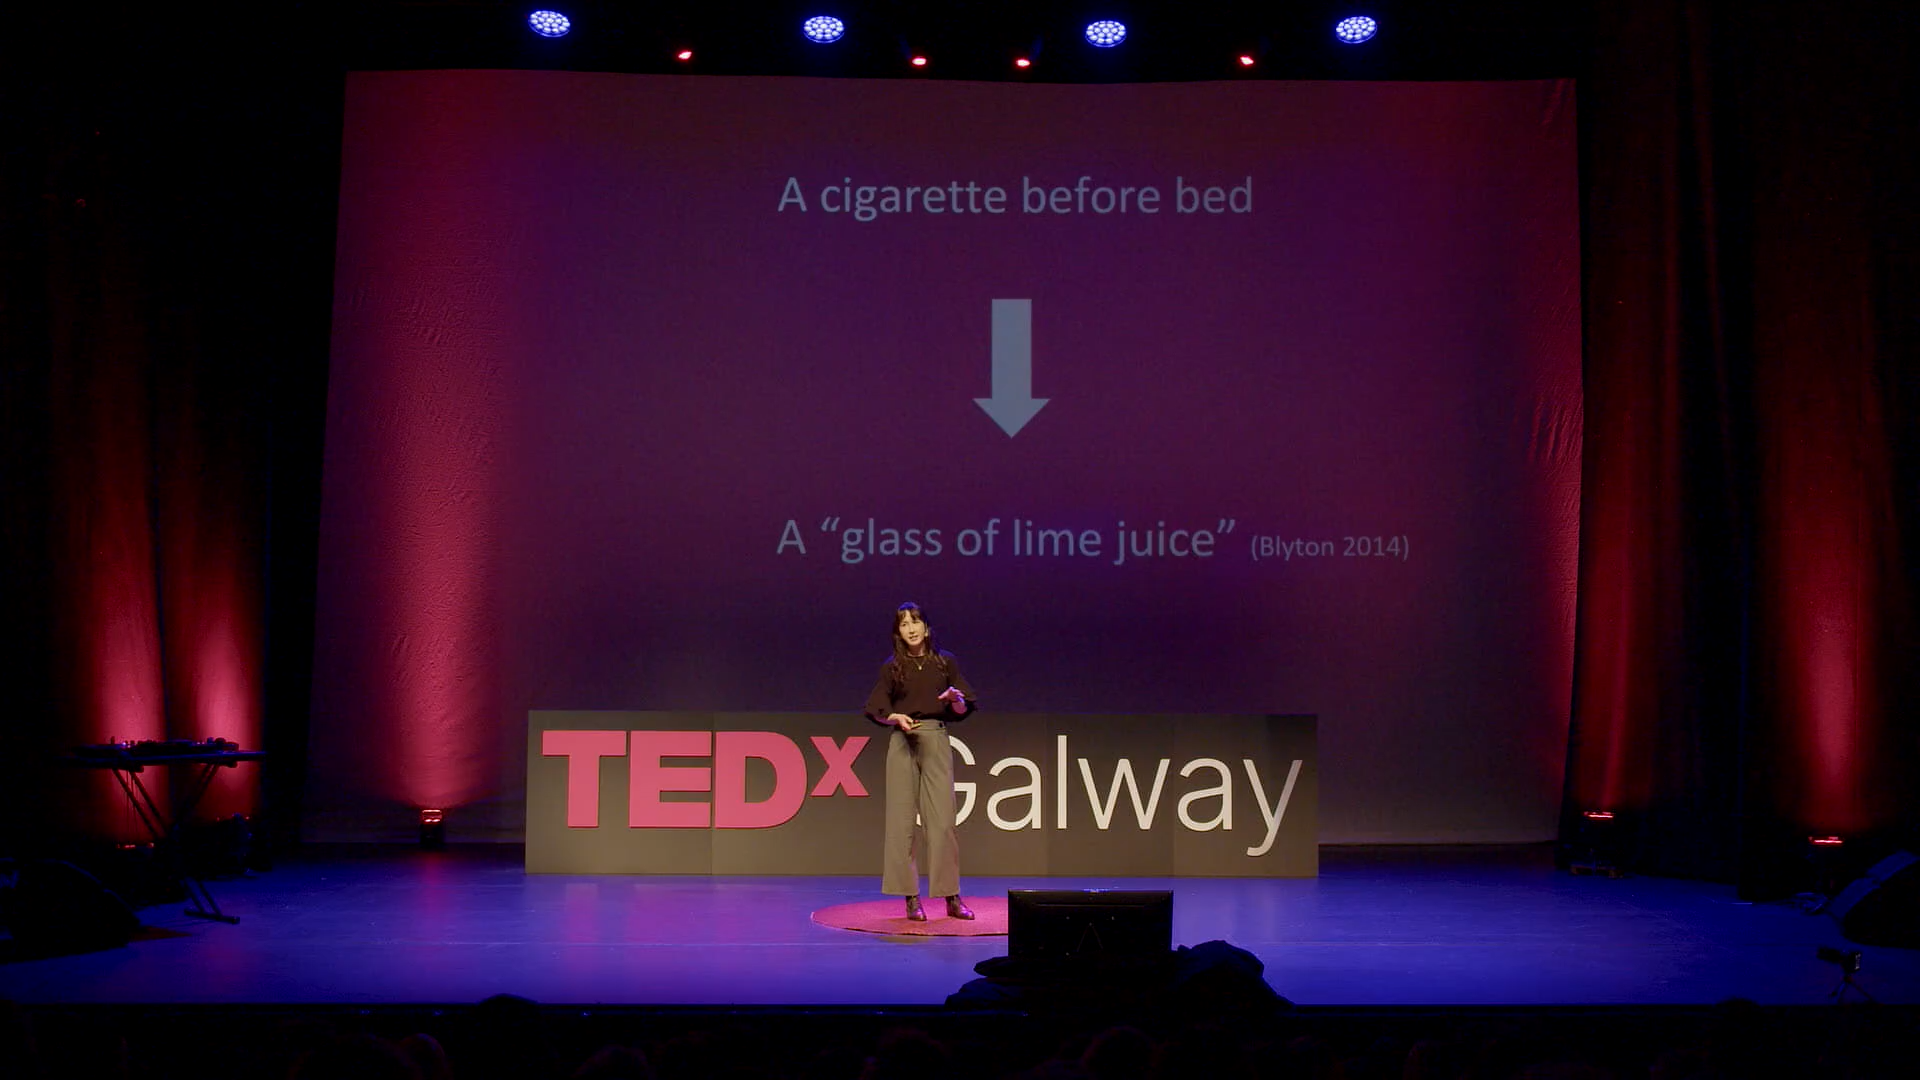 A cigarette before bed
A “glass of lime juice” (Blyton 2014)
TEDx Galway